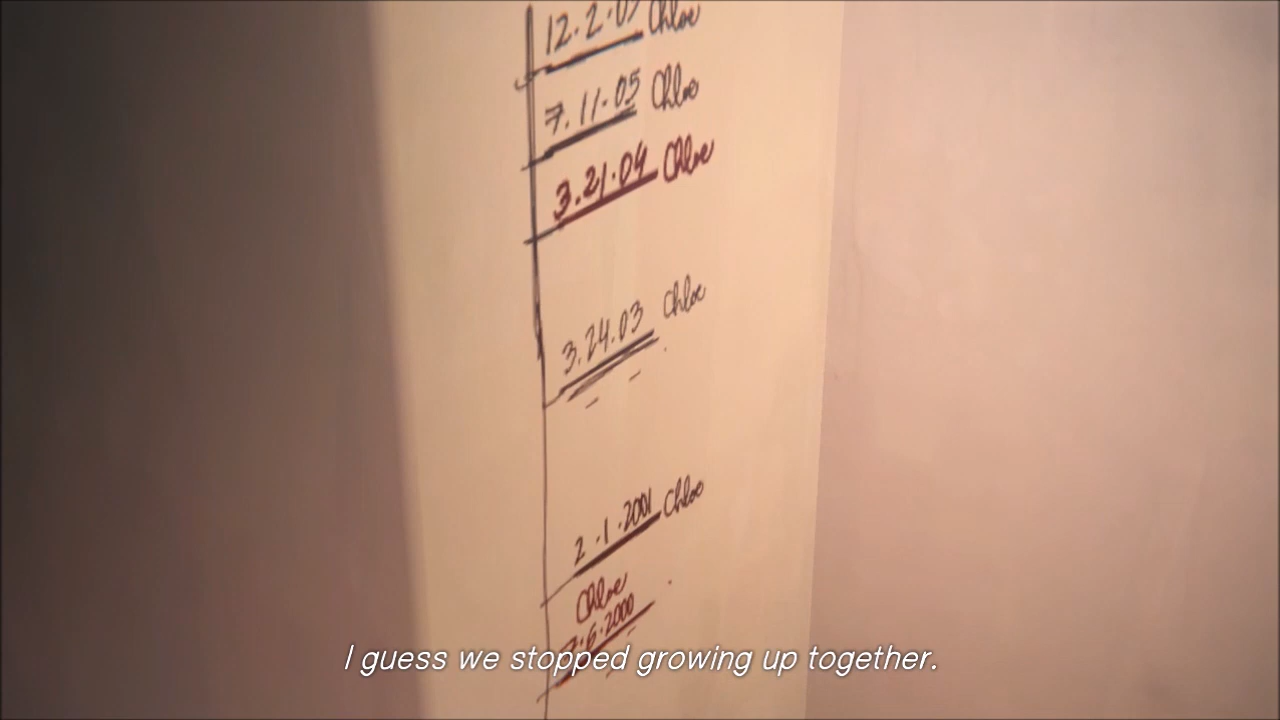 12.2.05 Chloe
7.11.05 Chloe
3.21.04 Chloe
3.24.03 Chloe
2.1.2001 Chloe
Chloe
I guess we stopped growing up together.